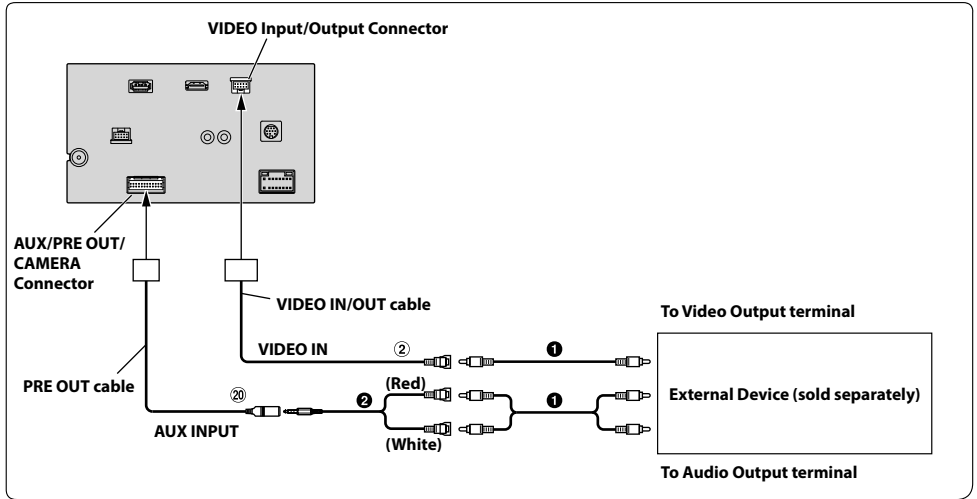 VIDEO Input/Output Connector
AUX/PRE OUT/
CAMERA
Connector
VIDEO IN/OUT cable
To Video Output terminal
VIDEO IN
②
❶
PRE OUT cable
(Red)
External Device (sold separately)
⑳
❷
❶
AUX INPUT
(White)
To Audio Output terminal